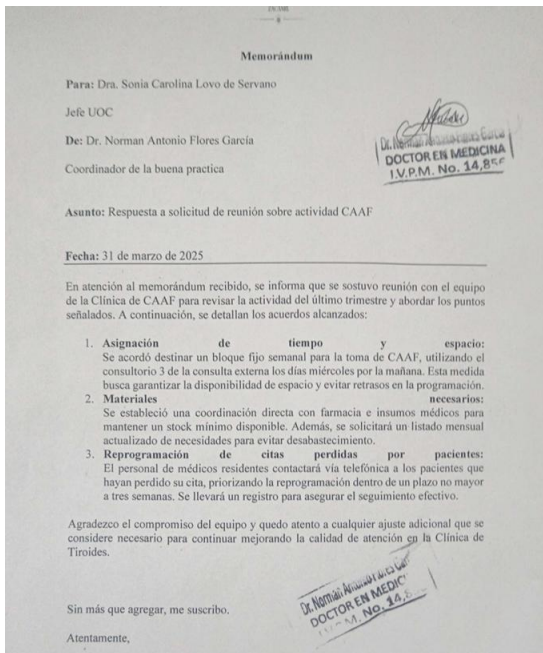 Memorándum
Para: Dra. Sonia Carolina Lovo de Servano
Jefe UOC
De: Dr. Norman Antonio Flores García
Coordinador de la buena practica
DOCTOR EN MEDICINA
J.V.P.M. No. 14,856
Asunto: Respuesta a solicitud de reunión sobre actividad CAAF
Fecha: 31 de marzo de 2025
En atención al memorándum recibido, se informa que se sostuvo reunión con el equipo
de la Clínica de CAAF para revisar la actividad del último trimestre y abordar los puntos
señalados. A continuación, se detallan los acuerdos alcanzados:
1. Asignación de tiempo y espacio:
Se acordó destinar un bloque fijo semanal para la toma de CAAF, utilizando el
consultorio 3 de la consulta externa los días miércoles por la mañana. Esta medida
busca garantizar la disponibilidad de espacio y evitar retrasos en la programación.
2. Materiales necesarios:
Se estableció una coordinación directa con farmacia e insumos médicos para
mantener un stock mínimo disponible. Además, se solicitará un listado mensual
actualizado de necesidades para evitar desabastecimiento.
3. Reprogramación de citas perdidas por pacientes:
El personal de médicos residentes contactará vía telefónica a los pacientes que
hayan perdido su cita, priorizando la reprogramación dentro de un plazo no mayor
a tres semanas. Se llevará un registro para asegurar el seguimiento efectivo.
Agradezco el compromiso del equipo y quedo atento a cualquier ajuste adicional que se
considere necesario para continuar mejorando la calidad de atención en la Clínica de
Tiroides.
Dr. Norman
DOCTOR EN MEDIC
No. 14,8
Sin más que agregar, me suscribo.
Atentamente,